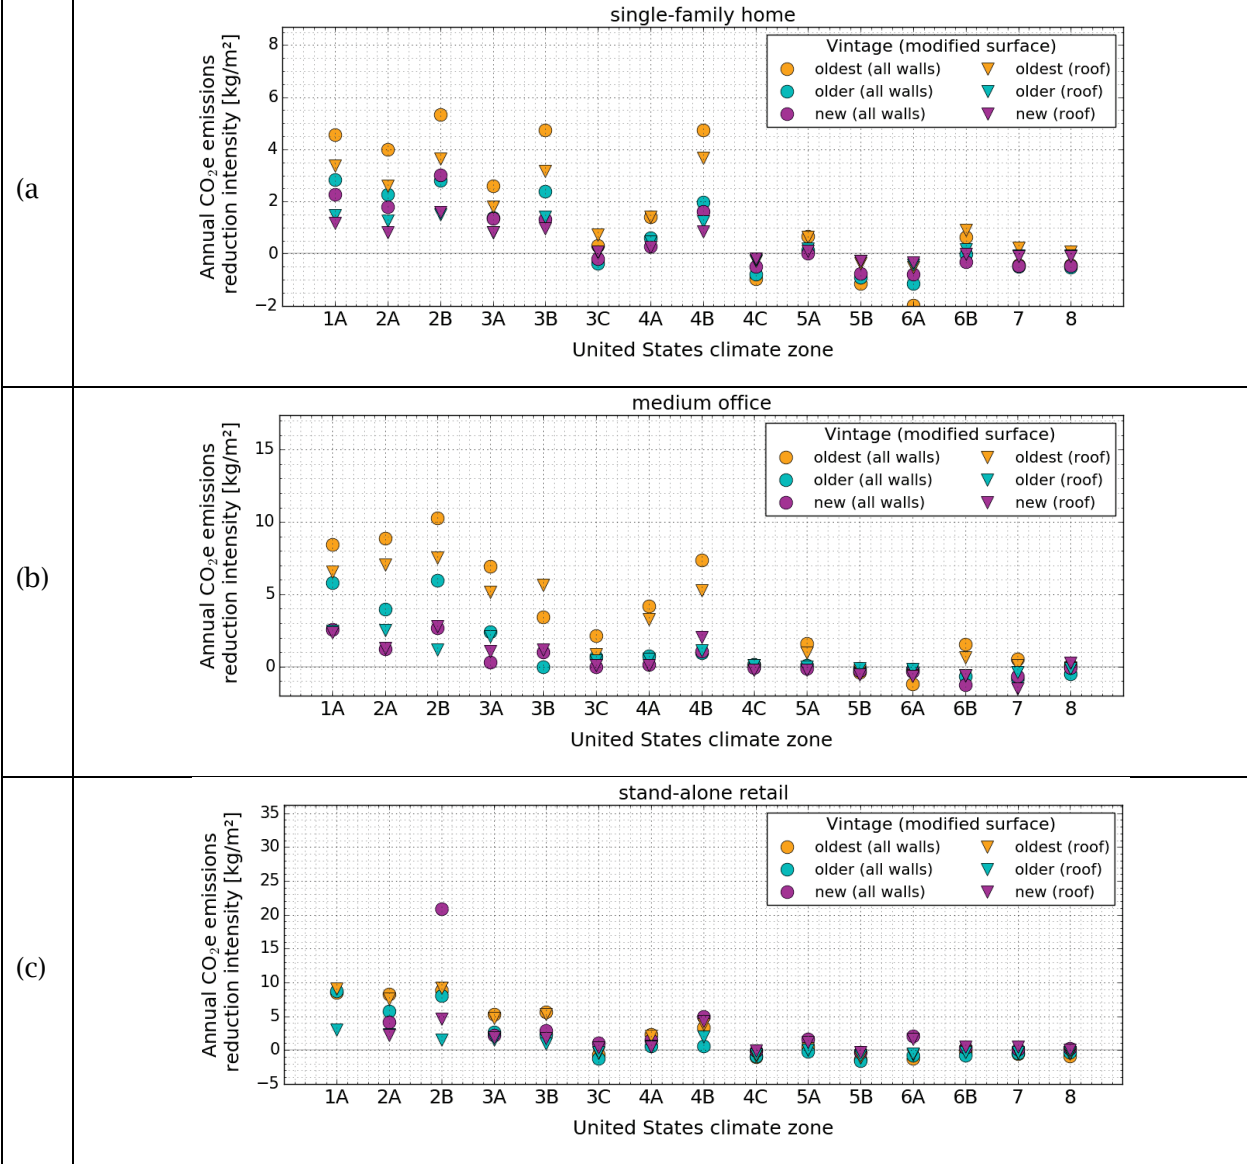 (a
single-family home
Annual CO₂e emissions
reduction intensity [kg/m²]
8
6
4
2
0
−2
Vintage (modified surface)
oldest (all walls) oldest (roof)
older (all walls) older (roof)
new (all walls) new (roof)
1A 2A 2B 3A 3B 3C 4A 4B 4C 5A 5B 6A 6B 7 8
United States climate zone
(b)
medium office
Annual CO₂e emissions
reduction intensity [kg/m²]
15
10
5
0
Vintage (modified surface)
oldest (all walls) oldest (roof)
older (all walls) older (roof)
new (all walls) new (roof)
1A 2A 2B 3A 3B 3C 4A 4B 4C 5A 5B 6A 6B 7 8
United States climate zone
(c)
stand-alone retail
Annual CO₂e emissions
reduction intensity [kg/m²]
35
30
25
20
15
10
5
0
−5
Vintage (modified surface)
oldest (all walls) oldest (roof)
older (all walls) older (roof)
new (all walls) new (roof)
1A 2A 2B 3A 3B 3C 4A 4B 4C 5A 5B 6A 6B 7 8
United States climate zone